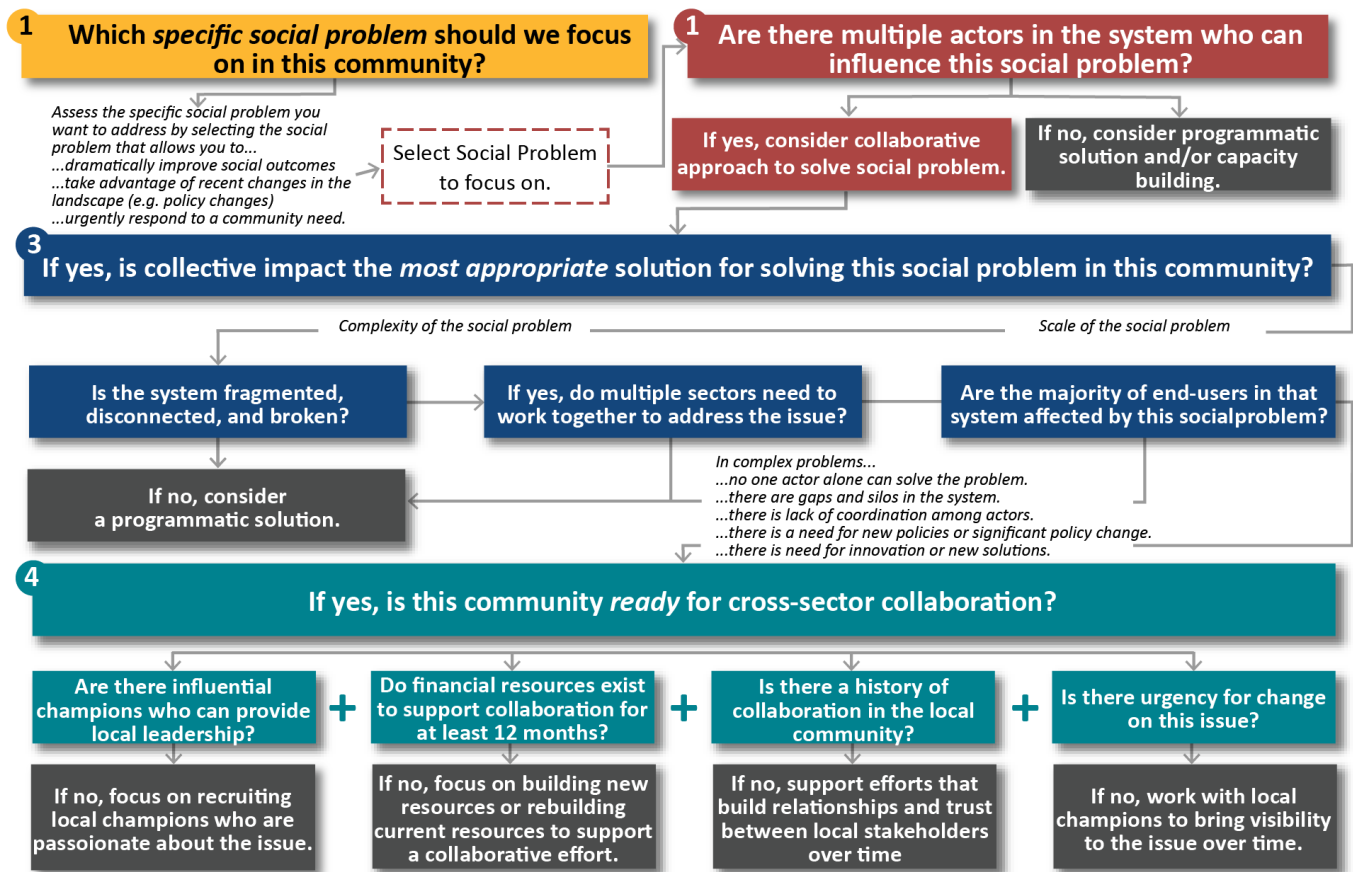 1
Which specific social problem should we focus
on in this community?
Assess the specific social problem you
want to address by selecting the social
problem that allows you to...
...dramatically improve social outcomes
...take advantage of recent changes in the
landscape (e.g. policy changes)
...urgently respond to a community need.
Select Social Problem
to focus on.
1
Are there multiple actors in the system who can
influence this social problem?
If yes, consider collaborative
approach to solve social problem.
If no, consider programmatic
solution and/or capacity
building.
3
If yes, is collective impact the most appropriate solution for solving this social problem in this community?
Complexity of the social problem
Scale of the social problem
Is the system fragmented,
disconnected, and broken?
If yes, do multiple sectors need to
work together to address the issue?
Are the majority of end-users in that
system affected by this socialproblem?
If no, consider
a programmatic solution.
In complex problems...
...no one actor alone can solve the problem.
...there are gaps and silos in the system.
...there is lack of coordination among actors.
...there is a need for new policies or significant policy change.
...there is need for innovation or new solutions.
4
If yes, is this community ready for cross-sector collaboration?
Are there influential
champions who can provide
local leadership?
+
Do financial resources exist
to support collaboration for
at least 12 months?
+
Is there a history of
collaboration in the local
community?
+
Is there urgency for change
on this issue?
If no, focus on recruiting
local champions who are
passionate about the issue.
If no, focus on building new
resources or rebuilding
current resources to support
a collaborative effort.
If no, support efforts that
build relationships and trust
between local stakeholders
over time
If no, work with local
champions to bring visibility
to the issue over time.